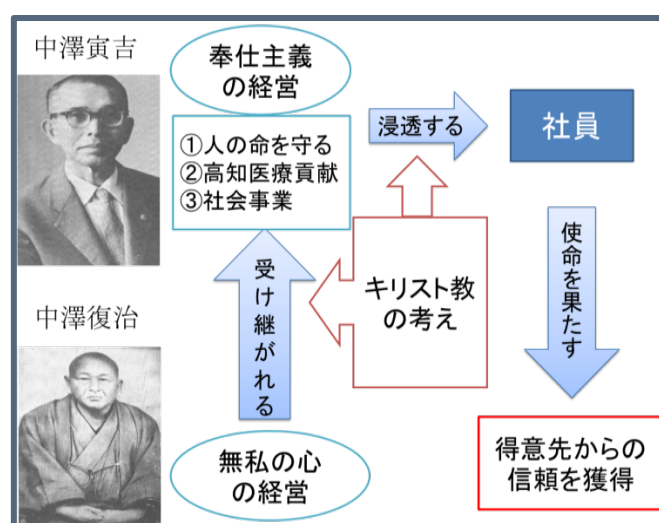 中澤寅吉
奉仕主義
の経営
①人の命を守る
②高知医療貢献
③社会事業
浸透する
社員
受け継がれる
キリスト教
の考え
使命を果たす
中澤復治
無私の心
の経営
得意先からの
信頼を獲得